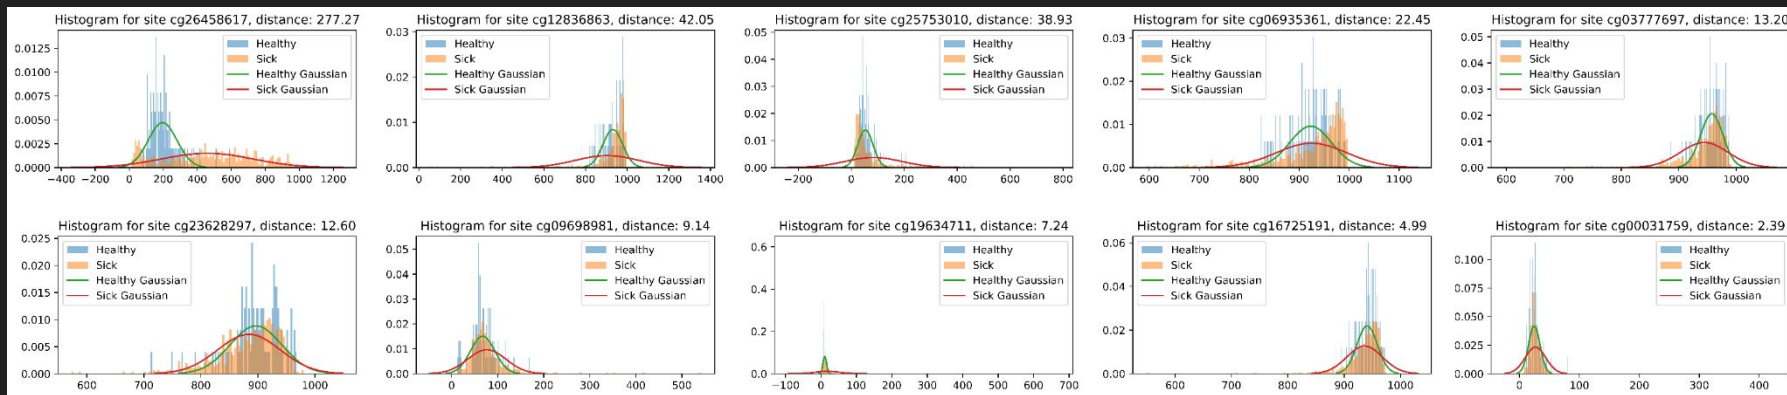 Histogram for site cg26458617, distance: 277.27
0.0125
0.0100
0.0075
0.0050
0.0025
0.0000
Healthy
Sick
Healthy Gaussian
Sick Gaussian
−400 −200 0 200 400 600 800 1000 1200
Histogram for site cg12836863, distance: 42.05
0.03
0.02
0.01
0.00
Healthy
Sick
Healthy Gaussian
Sick Gaussian
0 200 400 600 800 1000 1200 1400
Histogram for site cg25753010, distance: 38.93
0.05
0.04
0.03
0.02
0.01
0.00
Healthy
Sick
Healthy Gaussian
Sick Gaussian
−200 0 200 400 600 800
Histogram for site cg06935361, distance: 22.45
0.03
0.02
0.01
0.00
Healthy
Sick
Healthy Gaussian
Sick Gaussian
600 700 800 900 1000 1100
Histogram for site cg03777697, distance: 13.20
0.05
0.04
0.03
0.02
0.01
0.00
Healthy
Sick
Healthy Gaussian
Sick Gaussian
600 700 800 900 1000
Histogram for site cg23628297, distance: 12.60
0.025
0.020
0.015
0.010
0.005
0.000
Healthy
Sick
Healthy Gaussian
Sick Gaussian
600 700 800 900 1000
Histogram for site cg09698981, distance: 9.14
0.05
0.04
0.03
0.02
0.01
0.00
Healthy
Sick
Healthy Gaussian
Sick Gaussian
0 100 200 300 400 500
Histogram for site cg19634711, distance: 7.24
0.6
0.4
0.2
0.0
Healthy
Sick
Healthy Gaussian
Sick Gaussian
−100 0 100 200 300 400 500 600 700
Histogram for site cg16725191, distance: 4.99
0.06
0.04
0.02
0.00
Healthy
Sick
Healthy Gaussian
Sick Gaussian
500 600 700 800 900 1000
Histogram for site cg00031759, distance: 2.39
0.100
0.075
0.050
0.025
0.000
Healthy
Sick
Healthy Gaussian
Sick Gaussian
0 100 200 300 400